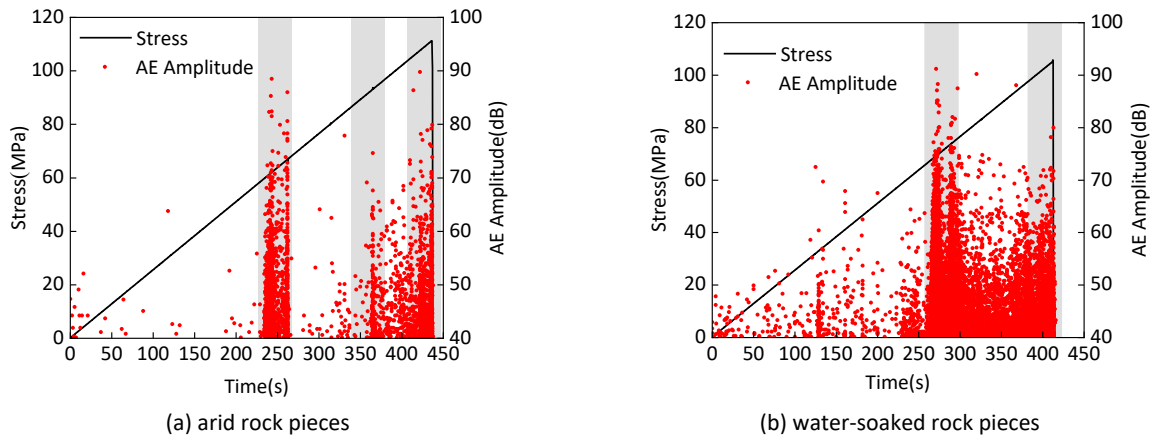 120
100
80
60
40
20
0
Stress(MPa)
Stress
AE Amplitude
100
90
80
70
60
50
40
AE Amplitude(dB)
0 50 100 150 200 250 300 350 400 450
Time(s)
(a) arid rock pieces
120
100
80
60
40
20
0
Stress(MPa)
Stress
AE Amplitude
100
90
80
70
60
50
40
AE Amplitude(dB)
0 50 100 150 200 250 300 350 400 450
Time(s)
(b) water-soaked rock pieces